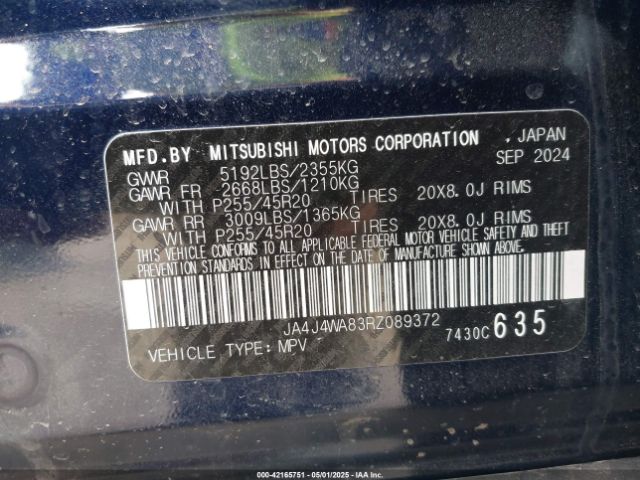 MFD.BY MITSUBISHI MOTORS CORPORATION , JAPAN
GVWR 5192LBS/2355KG SEP 2024
GAWR FR 2668LBS/1210KG
WITH P255/45R20 TIRES 20X8.0J RIMS
GAWR RR 3009LBS/1365KG
WITH P255/45R20 TIRES 20X8.0J RIMS
THIS VEHICLE CONFORMS TO ALL APPLICABLE FEDERAL MOTOR VEHICLE SAFETY, BUMPER, AND THEFT
PREVENTION STANDARDS IN EFFECT ON THE DATE OF MANUFACTURE SHOWN ABOVE.
JA4J4WA83RZ089372
7430C 635
VEHICLE TYPE: MPV
000-42165751 - 05/01/2025 - IAAI.COM